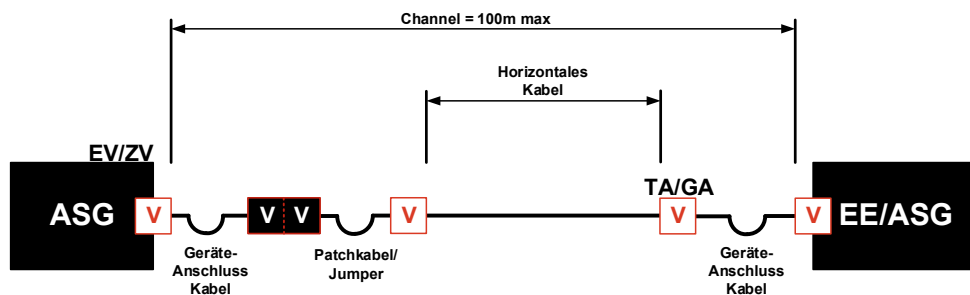 Channel = 100m max
Horizontales
Kabel
EV/ZV
TA/GA
ASG
V
V
V
V
V
V
EE/ASG
Geräte-
Anschluss
Kabel
Patchkabel/
Jumper
Geräte-
Anschluss
Kabel